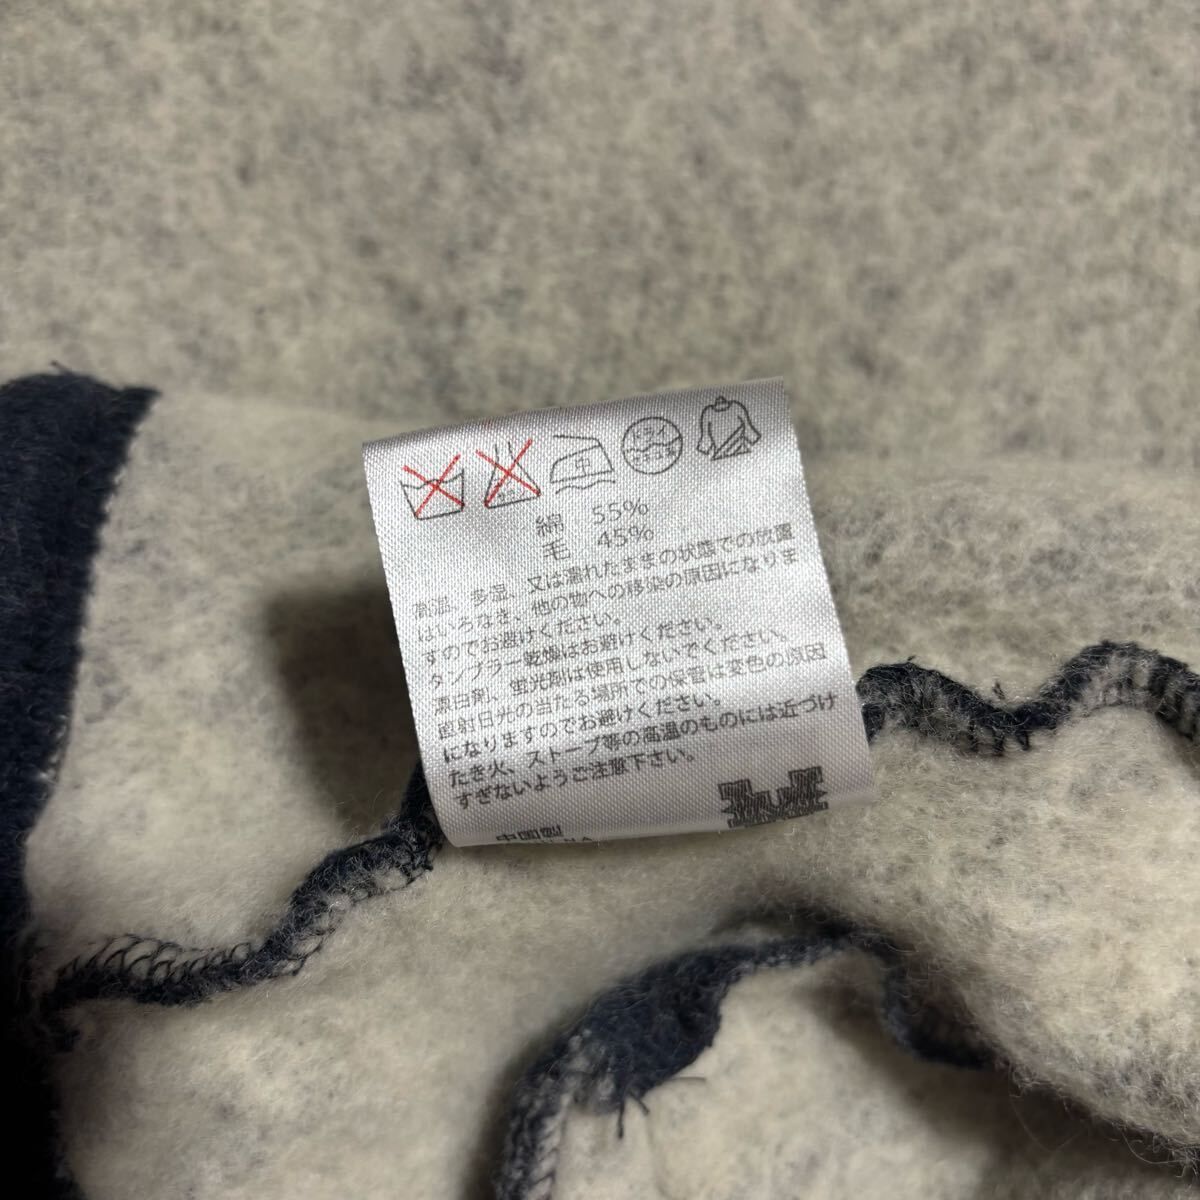 中
ドライ
綿 55%
毛 45%
高温、多湿、又は濡れたままの状態での放置
はいろなき、他の物への移染の原因になりま
すのでお避けください。
タンブラー乾燥はお避けください。
漂白剤、蛍光剤は使用しないでください。
直射日光の当たる場所での保管は変色の原因
になりますのでお避けください。
たき火、ストーブ等の高温のものには近づけ
すぎないようご注意下さい。
中国製